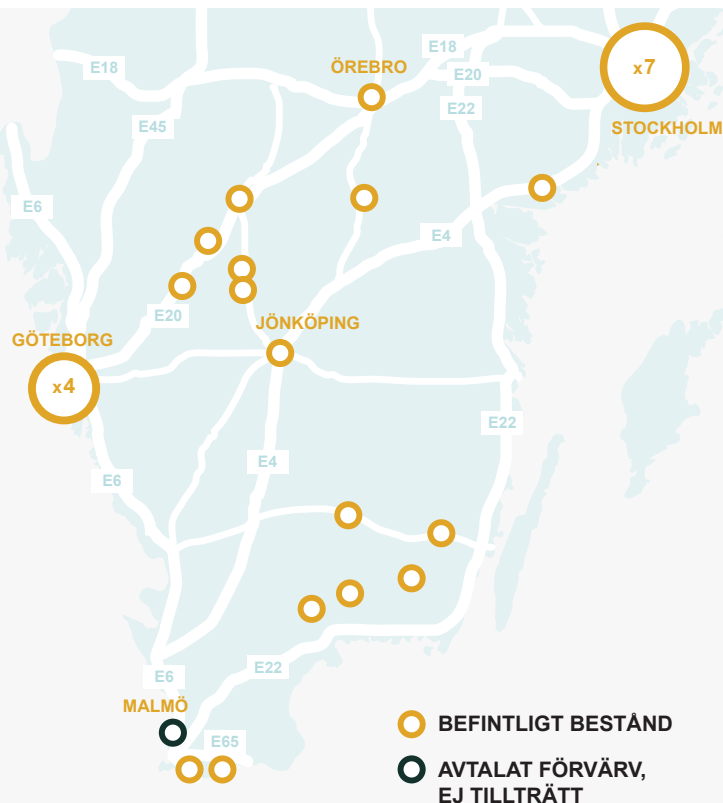 E18
ÖREBRO
x7
E18
E20
E22
STOCKHOLM
E45
E6
E4
E20
GÖTEBORG
JÖNKÖPING
x4
E22
E4
E6
E22
E6
MALMÖ
E65
BEFINTLIGT BESTÅND
AVTALAT FÖRVÄRV,
EJ TILLTRÄTT